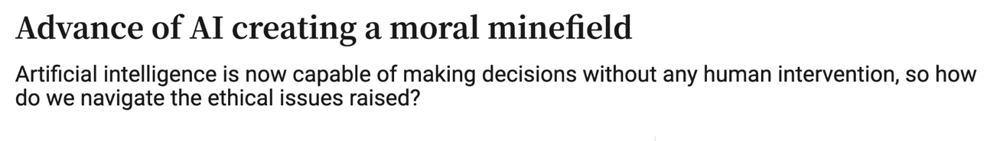 Advance of AI creating a moral minefield
Artificial intelligence is now capable of making decisions without any human intervention, so how
do we navigate the ethical issues raised?